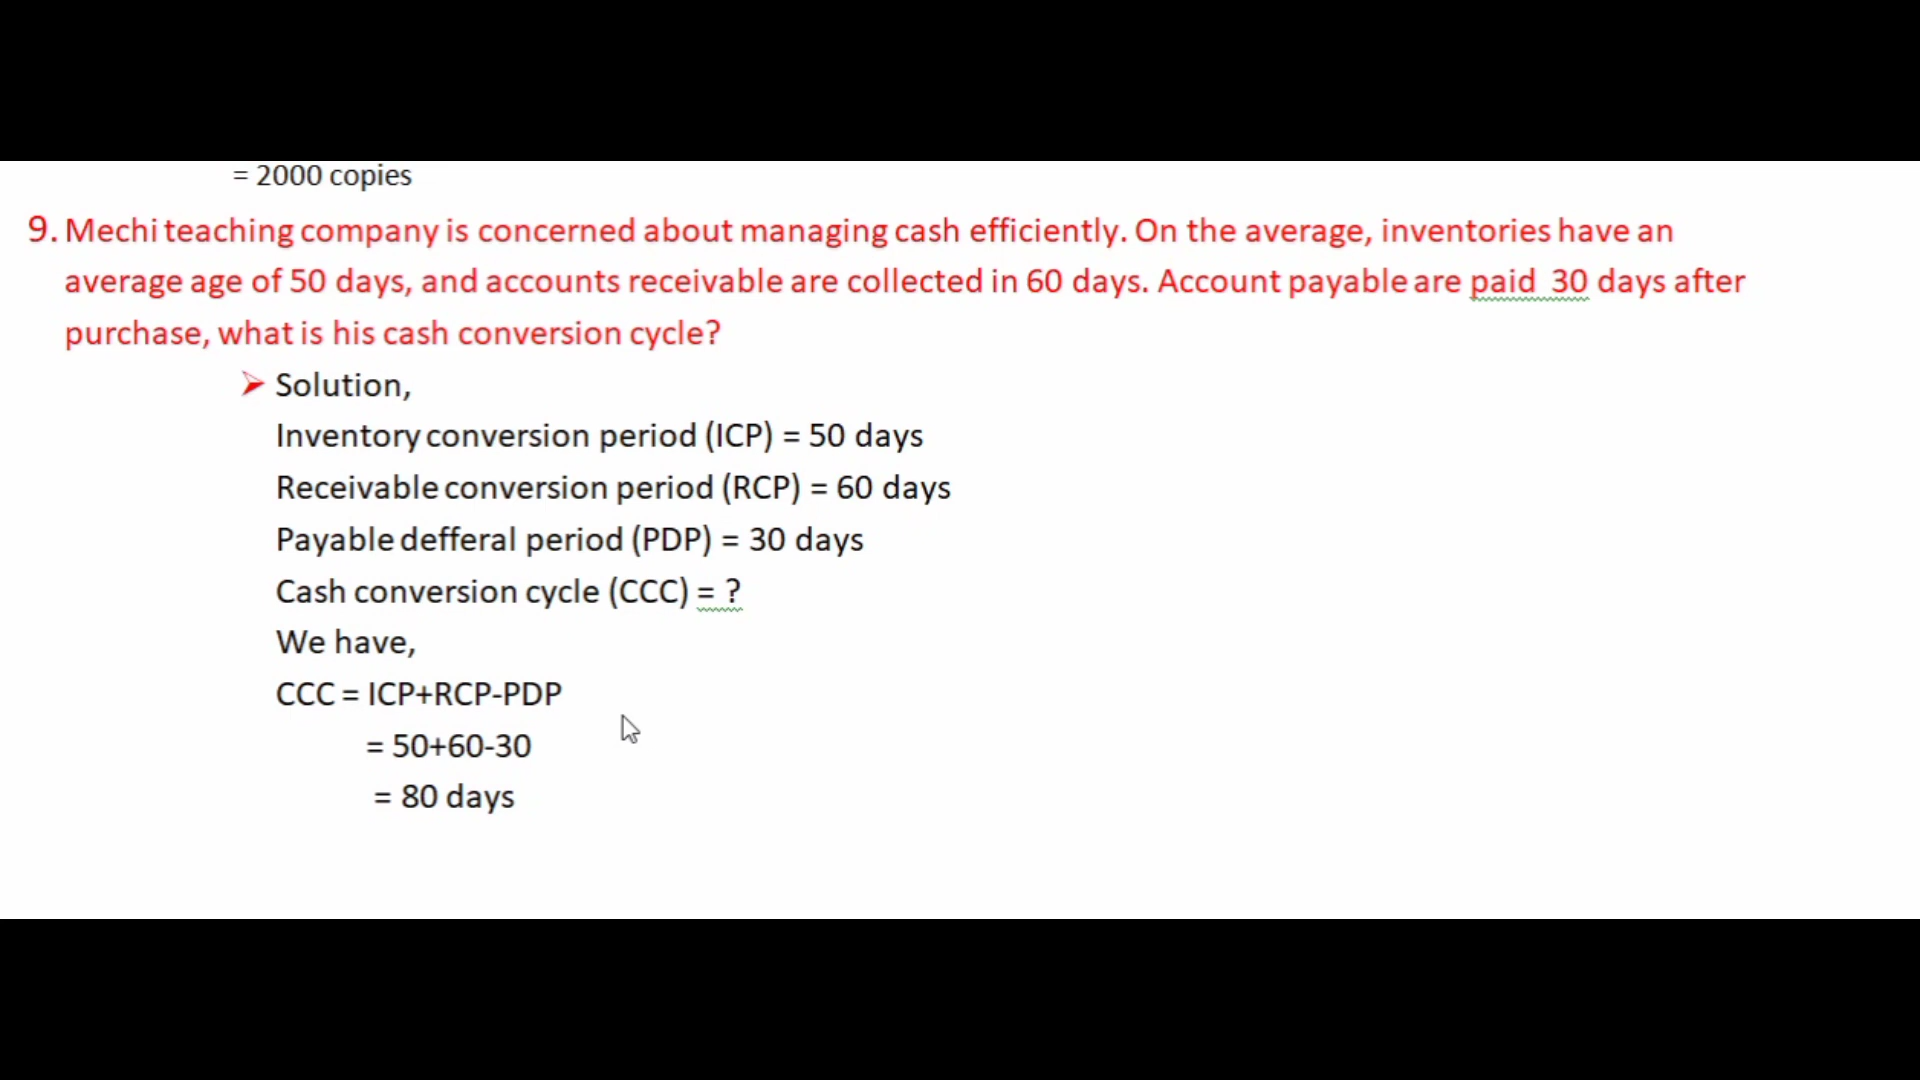 = 2000 copies
9. Mechi teaching company is concerned about managing cash efficiently. On the average, inventories have an
average age of 50 days, and accounts receivable are collected in 60 days. Account payable are paid 30 days after
purchase, what is his cash conversion cycle?
➢ Solution,
Inventory conversion period (ICP) = 50 days
Receivable conversion period (RCP) = 60 days
Payable defferal period (PDP) = 30 days
Cash conversion cycle (CCC) = ?
We have,
CCC = ICP+RCP-PDP
= 50+60-30
= 80 days